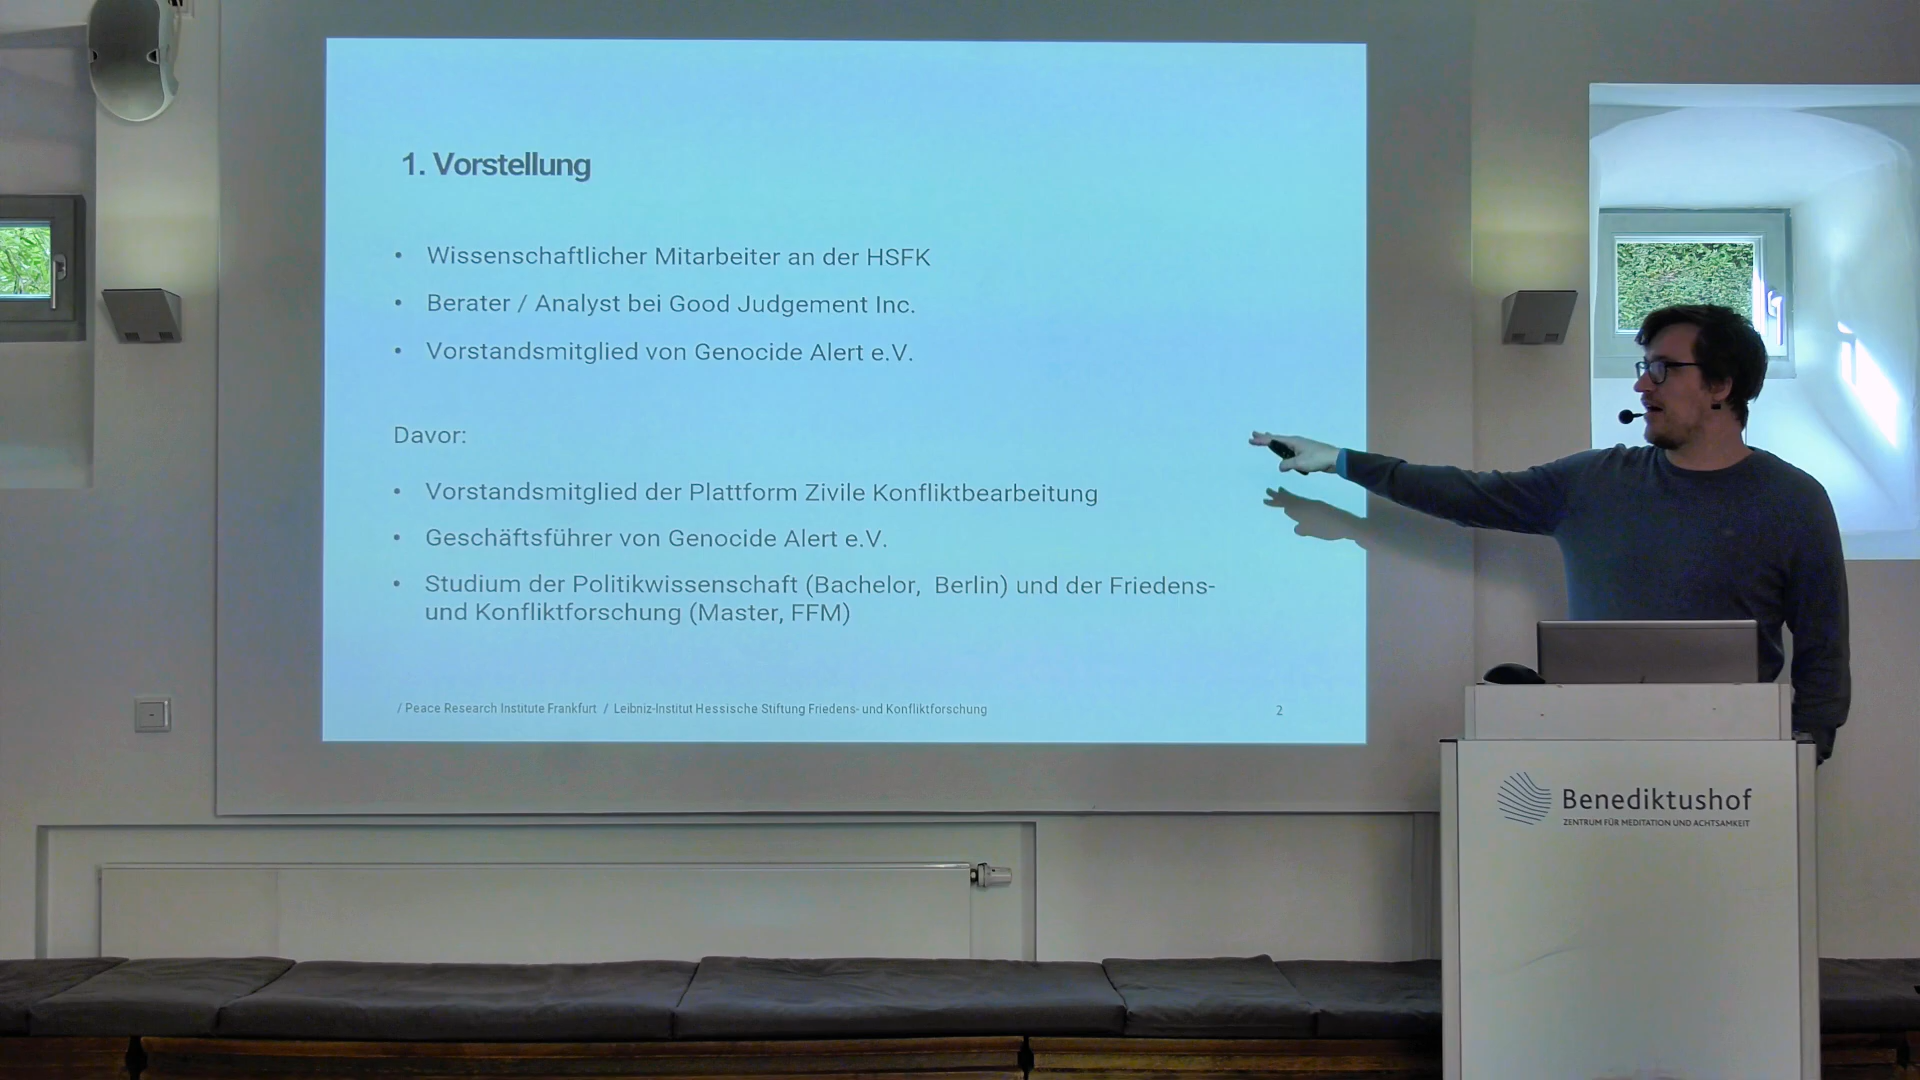 1. Vorstellung
• Wissenschaftlicher Mitarbeiter an der HSFK
• Berater / Analyst bei Good Judgement Inc.
• Vorstandsmitglied von Genocide Alert e.V.
Davor:
• Vorstandsmitglied der Plattform Zivile Konfliktbearbeitung
• Geschäftsführer von Genocide Alert e.V.
• Studium der Politikwissenschaft (Bachelor, Berlin) und der Friedens-
und Konfliktforschung (Master, FFM)
/ Peace Research Institute Frankfurt / Leibniz-Institut Hessische Stiftung Friedens- und Konfliktforschung 2
Benediktushof
ZENTRUM FÜR MEDITATION UND ACHTSAMKEIT